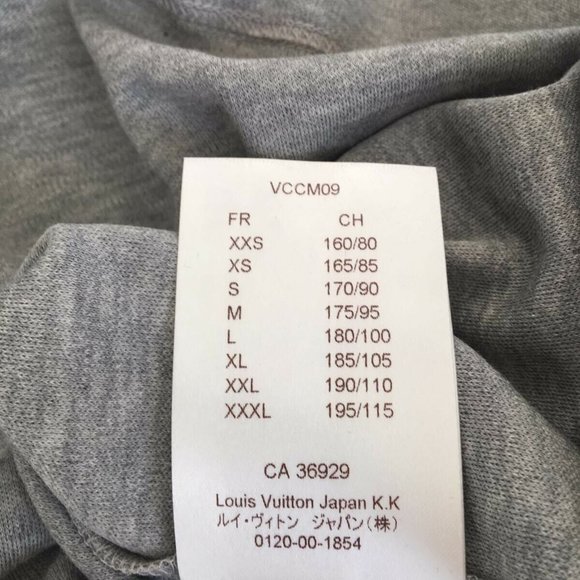 VCCM09
FR CH
XXS 160/80
XS 165/85
S 170/90
M 175/95
L 180/100
XL 185/105
XXL 190/110
XXXL 195/115
CA 36929
Louis Vuitton Japan K.K
ルイ・ヴィトン ジャパン(株)
0120-00-1854